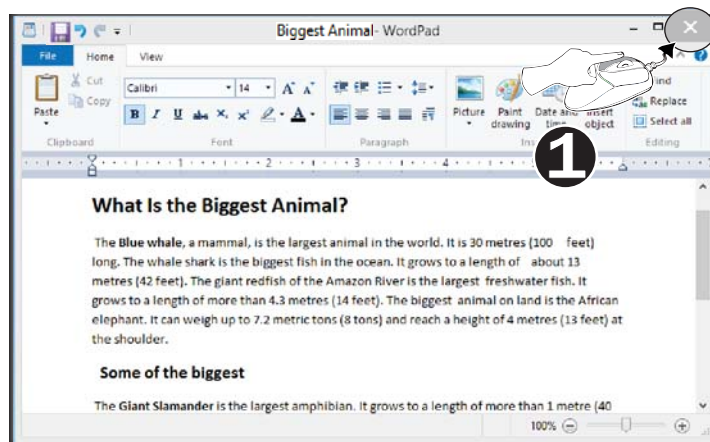 Biggest Animal- WordPad
File Home View
Paste
Cut
Copy
Clipboard
Calibri 14 A A
B I U abc X₂ X² A
Font
Paragraph
Picture
Paint drawing
Date and time
Insert object
Find
Replace
Select all
Editing
1
1 2 3 4
What Is the Biggest Animal?
The Blue whale, a mammal, is the largest animal in the world. It is 30 metres (100 feet)
long. The whale shark is the biggest fish in the ocean. It grows to a length of about 13
metres (42 feet). The giant redfish of the Amazon River is the largest freshwater fish. It
grows to a length of more than 4.3 metres (14 feet). The biggest animal on land is the African
elephant. It can weigh up to 7.2 metric tons (8 tons) and reach a height of 4 metres (13 feet) at
the shoulder.
Some of the biggest
The Giant Slamander is the largest amphibian. It grows to a length of more than 1 metre (40
100%